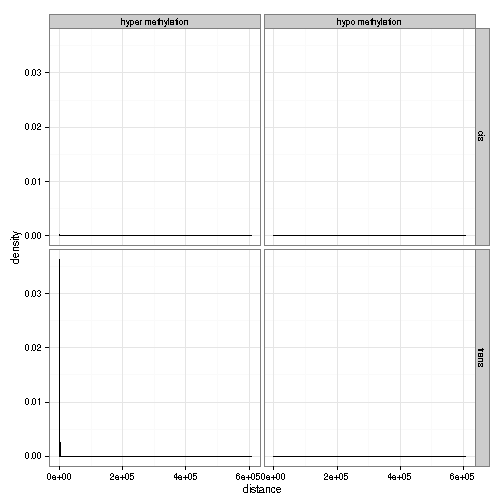 hyper methylation hypo methylation
0.03
0.02
0.01
0.00
cis
density
0.03
0.02
0.01
0.00
trans
0e+00 2e+05 4e+05 6e+05 0e+00 2e+05 4e+05 6e+05
distance